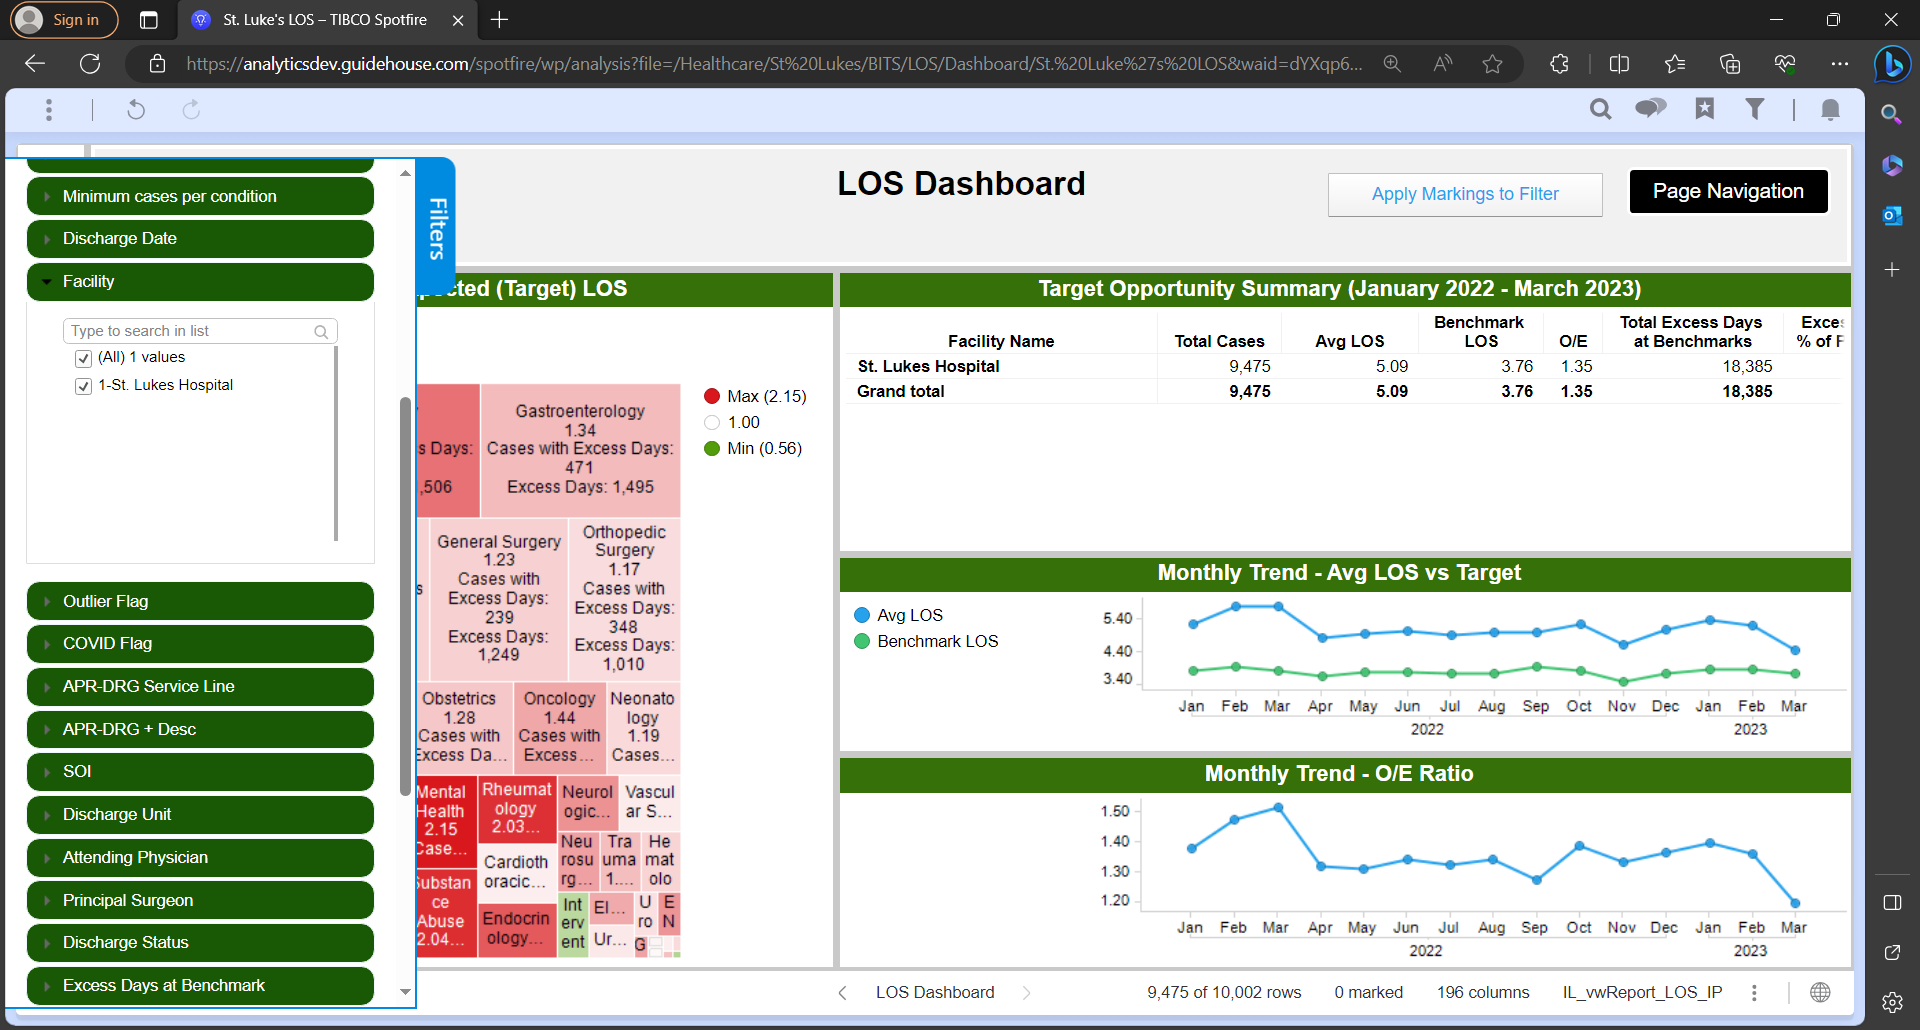 Sign in
St. Luke's LOS – TIBCO Spotfire
https://analyticsdev.guidehouse.com/spotfire/wp/analysis?file=/Healthcare/St%20Lukes/BITS/LOS/Dashboard/St.%20Luke%27s%20LOS&waid=dYXqp6...
LOS Dashboard
Apply Markings to Filter
Page Navigation
Filters
Minimum cases per condition
Discharge Date
Facility
Type to search in list
(All) 1 values
1-St. Lukes Hospital
Outlier Flag
COVID Flag
APR-DRG Service Line
APR-DRG + Desc
SOI
Discharge Unit
Attending Physician
Principal Surgeon
Discharge Status
Excess Days at Benchmark
(Target) LOS
s Days:
,506
Gastroenterology
1.34
Cases with Excess Days:
471
Excess Days: 1,495
Max (2.15)
1.00
Min (0.56)
General Surgery
1.23
Cases with
Excess Days:
239
Excess Days:
1,249
Orthopedic
Surgery
1.17
Cases with
Excess Days:
348
Excess Days:
1,010
Obstetrics
1.28
Cases with
Excess Da...
Oncology
1.44
Cases with
Excess...
Neonato
logy
1.19
Cases...
Mental
Health
2.15
Case...
Rheumat
ology
2.03...
Neurol
ogic...
Vascul
ar S...
Neu
rosu
rg...
Tra
uma
1....
He
mat
olo
Cardioth
oracic...
Substan
ce
Abuse
2.04...
Endocrin
ology...
Int
erv
ent
El...
Ur...
U
ro
E
N
G
Target Opportunity Summary (January 2022 - March 2023)
Facility Name Total Cases Avg LOS Benchmark LOS O/E Total Excess Days at Benchmarks Exces % of F
St. Lukes Hospital 9,475 5.09 3.76 1.35 18,385
Grand total 9,475 5.09 3.76 1.35 18,385
Monthly Trend - Avg LOS vs Target
Avg LOS
Benchmark LOS
5.40
4.40
3.40
Jan Feb Mar Apr May Jun Jul Aug Sep Oct Nov Dec Jan Feb Mar
2022 2023
Monthly Trend - O/E Ratio
1.50
1.40
1.30
1.20
Jan Feb Mar Apr May Jun Jul Aug Sep Oct Nov Dec Jan Feb Mar
2022 2023
LOS Dashboard
9,475 of 10,002 rows 0 marked 196 columns IL_vwReport_LOS_IP